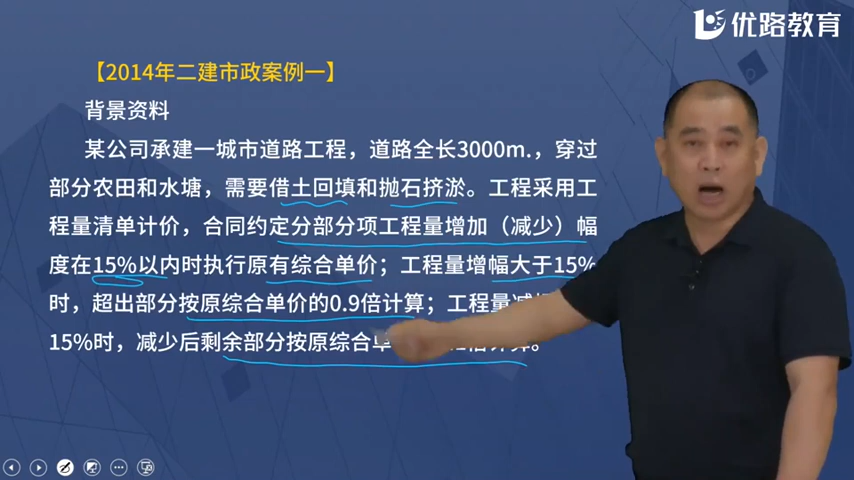 优路教育
【2014年二建市政案例一】
背景资料
某公司承建一城市道路工程，道路全长3000m.，穿过
部分农田和水塘，需要借土回填和抛石挤淤。工程采用工
程量清单计价，合同约定分部分项工程量增加（减少）幅
度在15%以内时执行原有综合单价；工程量增幅大于15%
时，超出部分按原综合单价的0.9倍计算；工程量减
15%时，减少后剩余部分按原综合单